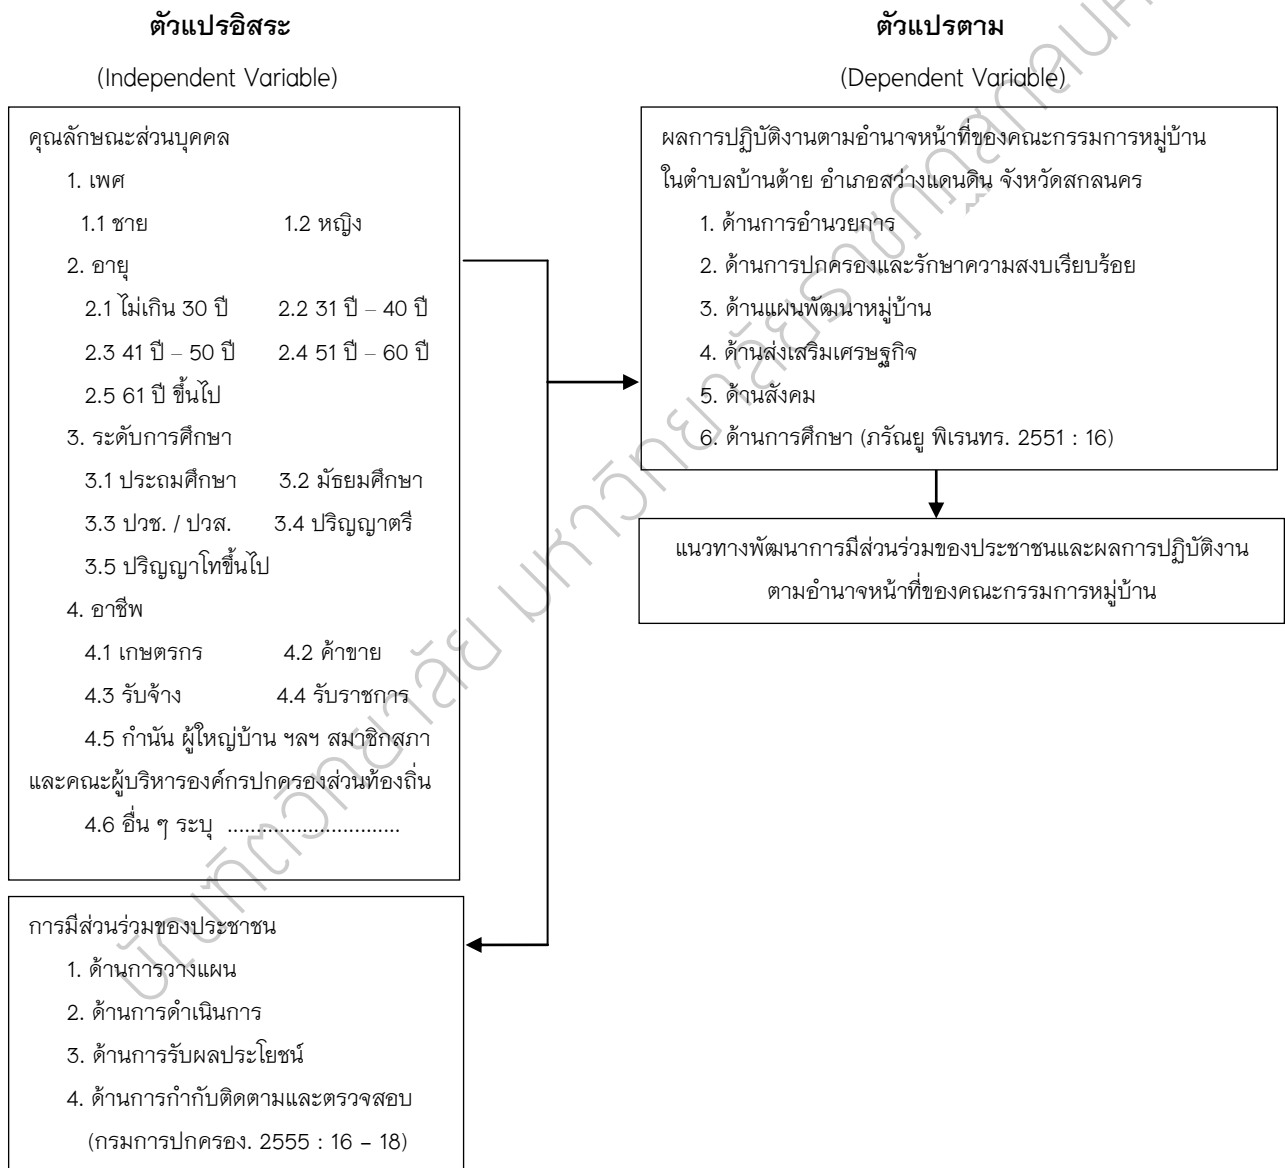 ตัวแปรอิสระ
(Independent Variable)
คุณลักษณะส่วนบุคคล
1. เพศ
1.1 ชาย 1.2 หญิง
2. อายุ
2.1 ไม่เกิน 30 ปี 2.2 31 ปี – 40 ปี
2.3 41 ปี – 50 ปี 2.4 51 ปี – 60 ปี
2.5 61 ปี ขึ้นไป
3. ระดับการศึกษา
3.1 ประถมศึกษา 3.2 มัธยมศึกษา
3.3 ปวช. / ปวส. 3.4 ปริญญาตรี
3.5 ปริญญาโทขึ้นไป
4. อาชีพ
4.1 เกษตรกร 4.2 ค้าขาย
4.3 รับจ้าง 4.4 รับราชการ
4.5 กำนัน ผู้ใหญ่บ้าน ฯลฯ สมาชิกสภา
และคณะผู้บริหารองค์กรปกครองส่วนท้องถิ่น
4.6 อื่น ๆ ระบุ ..............................
การมีส่วนร่วมของประชาชน
1. ด้านการวางแผน
2. ด้านการดำเนินการ
3. ด้านการรับผลประโยชน์
4. ด้านการกำกับติดตามและตรวจสอบ
(กรมการปกครอง. 2555 : 16 – 18)
ตัวแปรตาม
(Dependent Variable)
ผลการปฏิบัติงานตามอำนาจหน้าที่ของคณะกรรมการหมู่บ้าน
ในตำบลบ้านต้าย อำเภอสว่างแดนดิน จังหวัดสกลนคร
1. ด้านการอำนวยการ
2. ด้านการปกครองและรักษาความสงบเรียบร้อย
3. ด้านแผนพัฒนาหมู่บ้าน
4. ด้านส่งเสริมเศรษฐกิจ
5. ด้านสังคม
6. ด้านการศึกษา (ภรัณยู พิเรนทร. 2551 : 16)
แนวทางพัฒนาการมีส่วนร่วมของประชาชนและผลการปฏิบัติงาน
ตามอำนาจหน้าที่ของคณะกรรมการหมู่บ้าน
บัณฑิตวิทยาลัย มหาวิทยาลัยราชภัฏสกลนคร